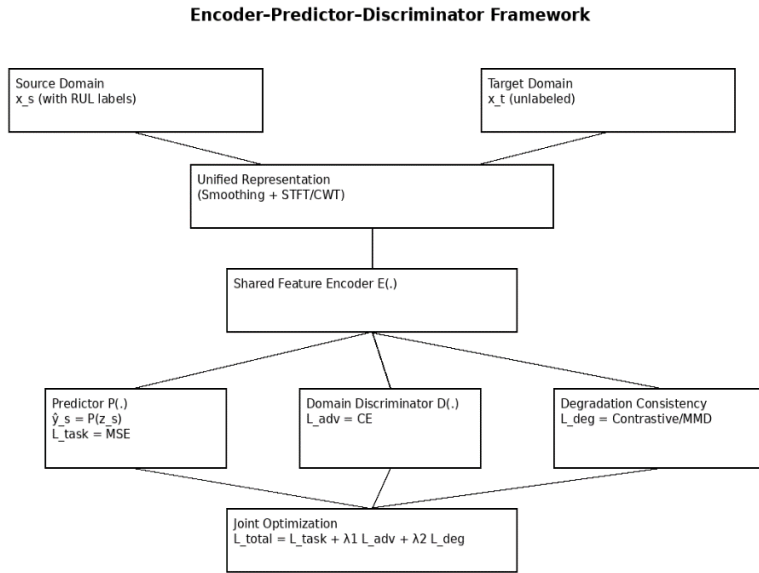 Encoder–Predictor–Discriminator Framework
Source Domain
x_s (with RUL labels)
Target Domain
x_t (unlabeled)
Unified Representation
(Smoothing + STFT/CWT)
Shared Feature Encoder E(.)
Predictor P(.)
ŷ_s = P(z_s)
L_task = MSE
Domain Discriminator D(.)
L_adv = CE
Degradation Consistency
L_deg = Contrastive/MMD
Joint Optimization
L_total = L_task + λ1 L_adv + λ2 L_deg